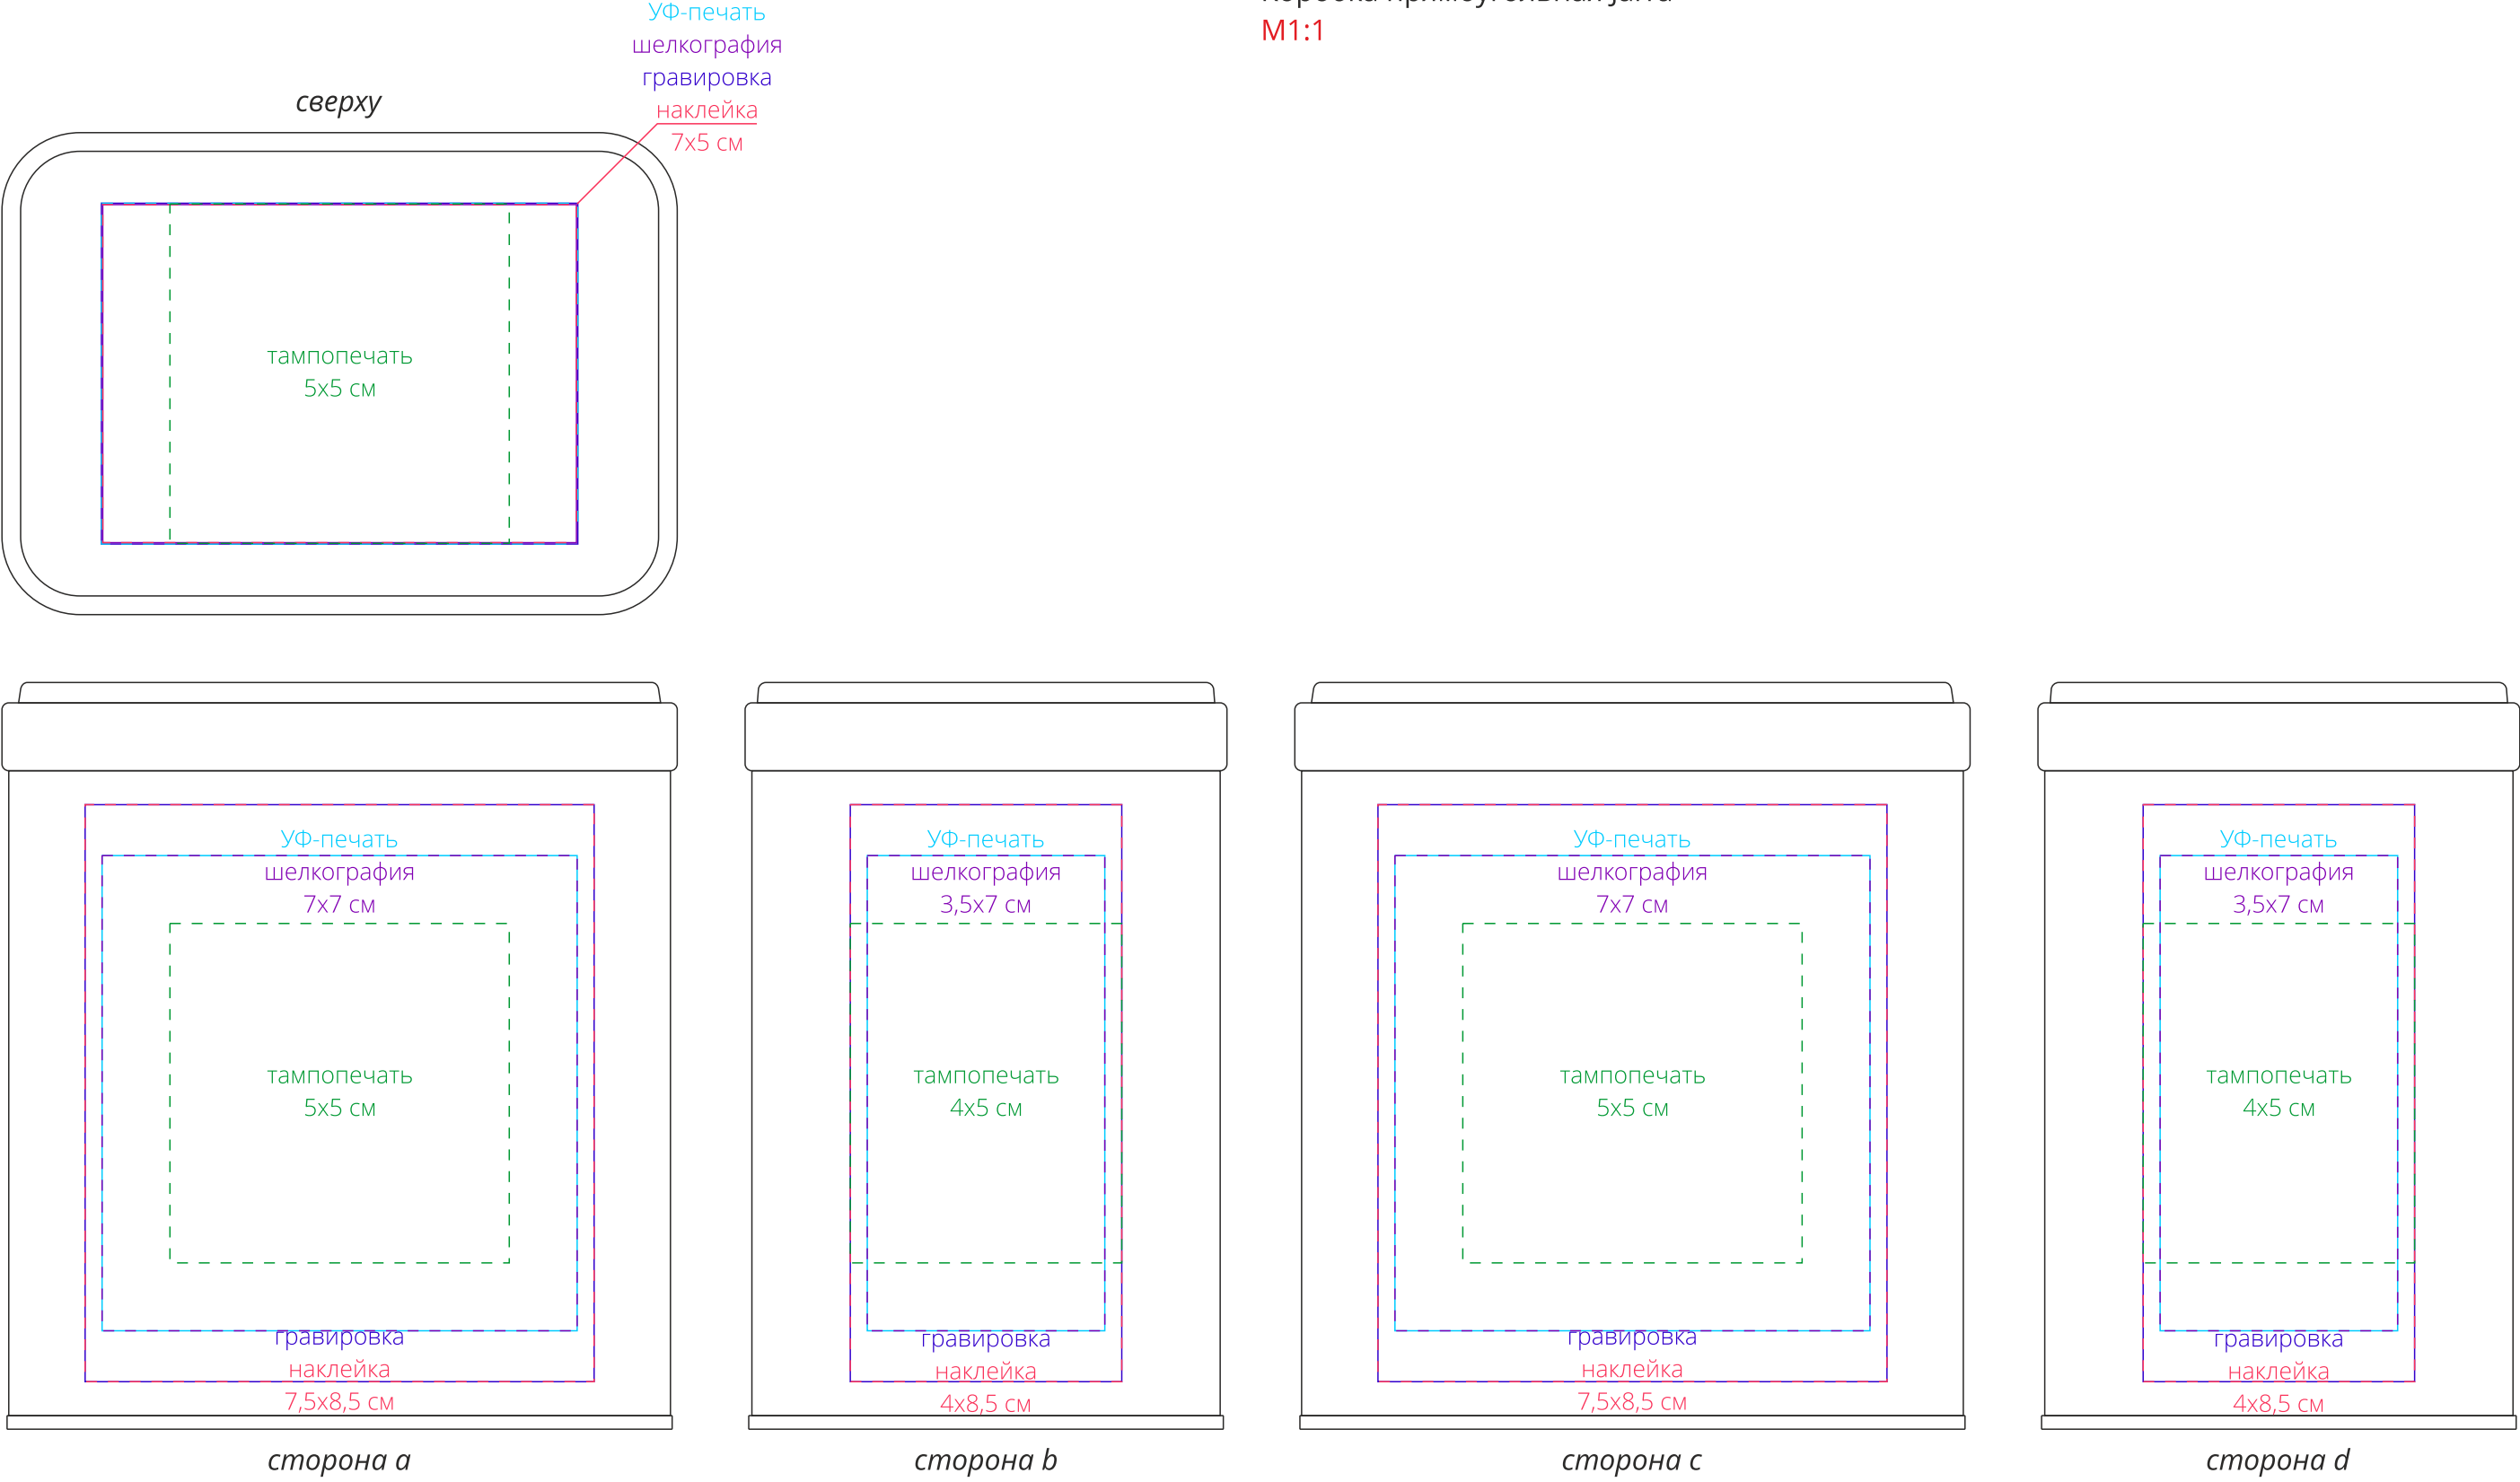 М1:1
УФ-печать
шелкография
гравировка
наклейка
7х5 см
сверху
тампопечать
5х5 см
УФ-печать
шелкография
7х7 см
тампопечать
5х5 см
гравировка
наклейка
7,5х8,5 см
сторона a
УФ-печать
шелкография
3,5х7 см
тампопечать
4х5 см
гравировка
наклейка
4х8,5 см
сторона b
УФ-печать
шелкография
7х7 см
тампопечать
5х5 см
гравировка
наклейка
7,5х8,5 см
сторона c
УФ-печать
шелкография
3,5х7 см
тампопечать
4х5 см
гравировка
наклейка
4х8,5 см
сторона d